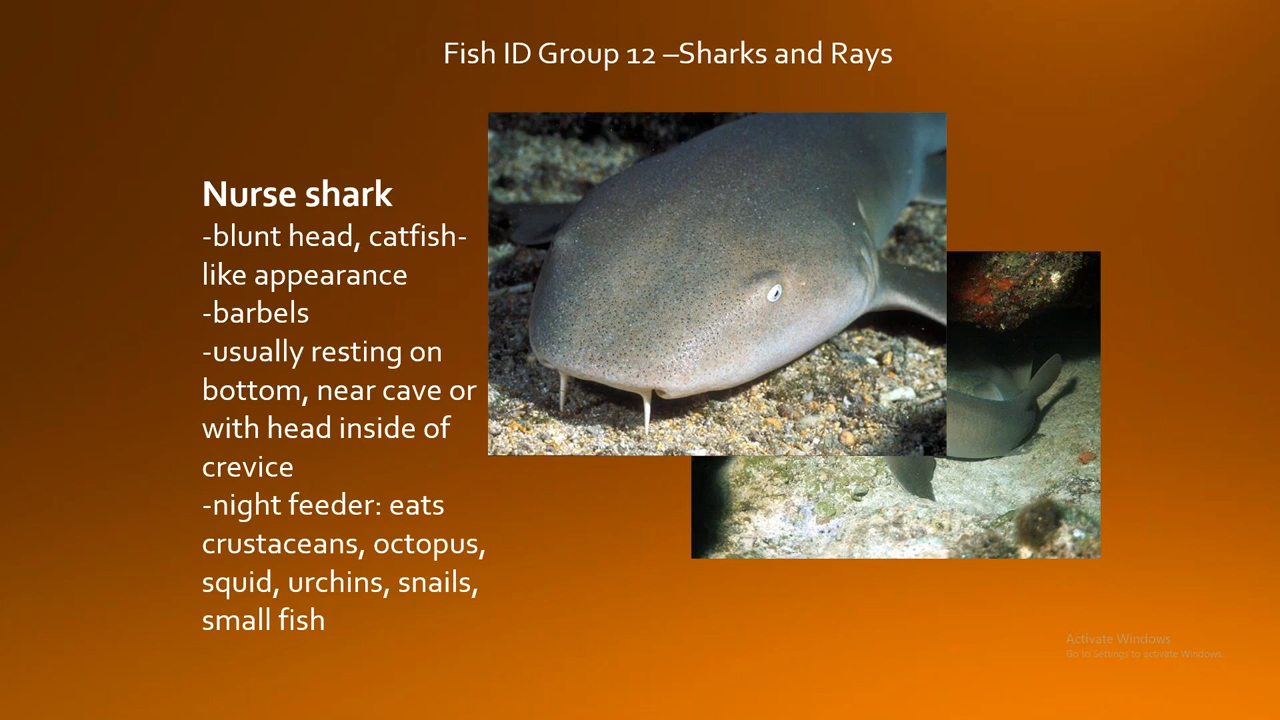 Fish ID Group 12 –Sharks and Rays
Nurse shark
-blunt head, catfish-
like appearance
-barbels
-usually resting on
bottom, near cave or
with head inside of
crevice
-night feeder: eats
crustaceans, octopus,
squid, urchins, snails,
small fish
Activate Windows
Go to Settings to activate Windows.